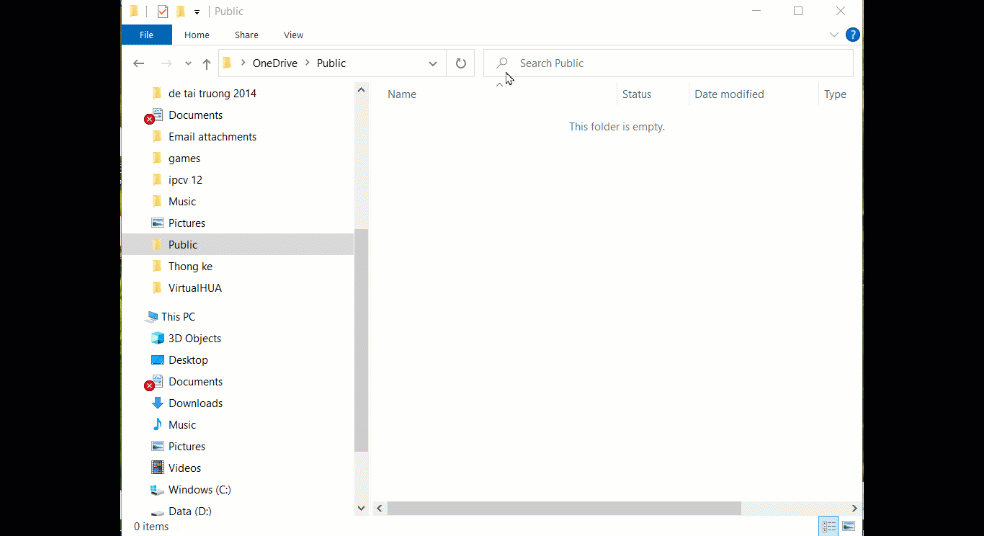 Public
File Home Share View
OneDrive Public
Search Public
Name Status Date modified Type
This folder is empty.
de tai truong 2014
Documents
Email attachments
games
ipcv 12
Music
Pictures
Public
Thong ke
VirtualHUA
This PC
3D Objects
Desktop
Documents
Downloads
Music
Pictures
Videos
Windows (C:)
Data (D:)
0 items